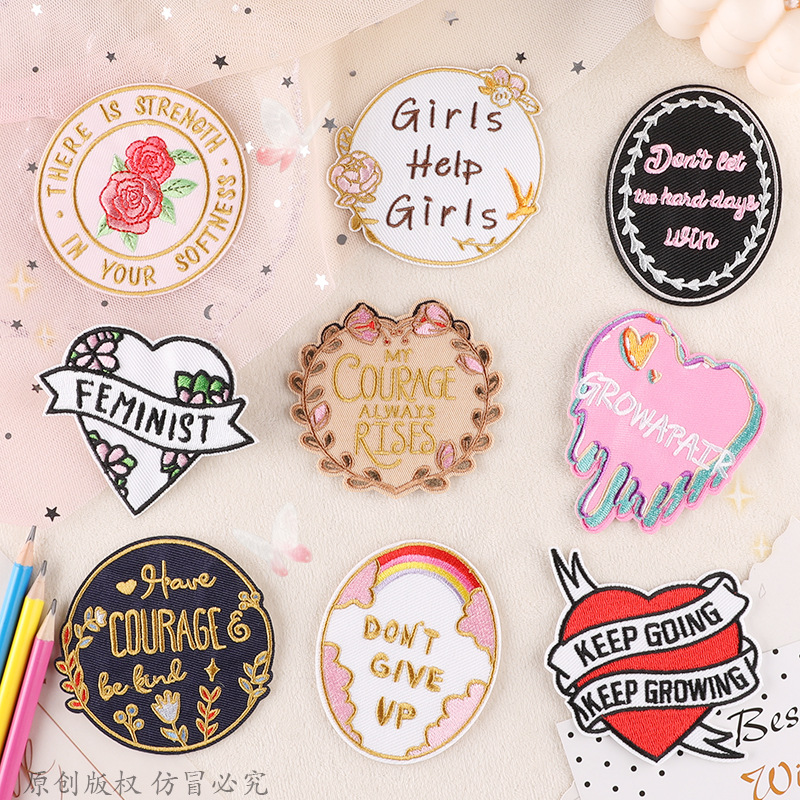 THERE IS STRENGTH
IN YOUR SOFTNESS
Girls
Help
Girls
Don't let
the hard days
win
FEMINIST
MY
COURAGE
ALWAYS
RISES
GROWAPAIR
Have
COURAGE &
be kind
DON'T
GIVE
UP
KEEP GOING
KEEP GROWING
Bes
Wi
原创版权 仿冒必究